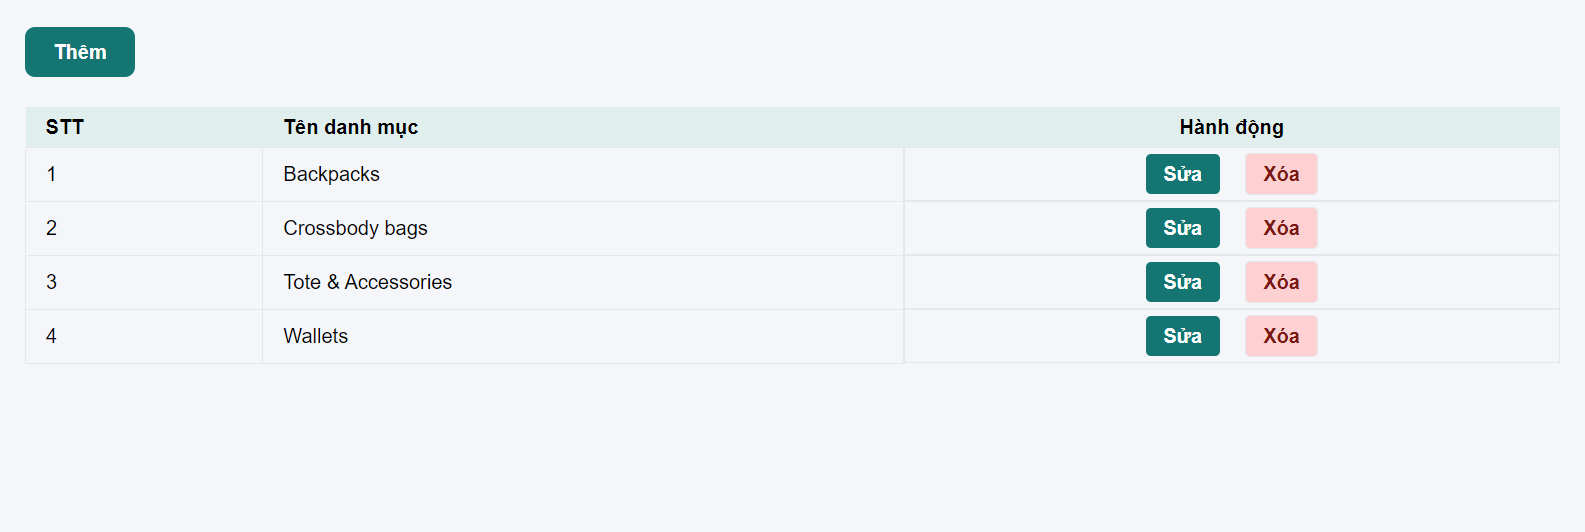 Thêm
STT Tên danh mục Hành động
1 Backpacks Sửa Xóa
2 Crossbody bags Sửa Xóa
3 Tote & Accessories Sửa Xóa
4 Wallets Sửa Xóa